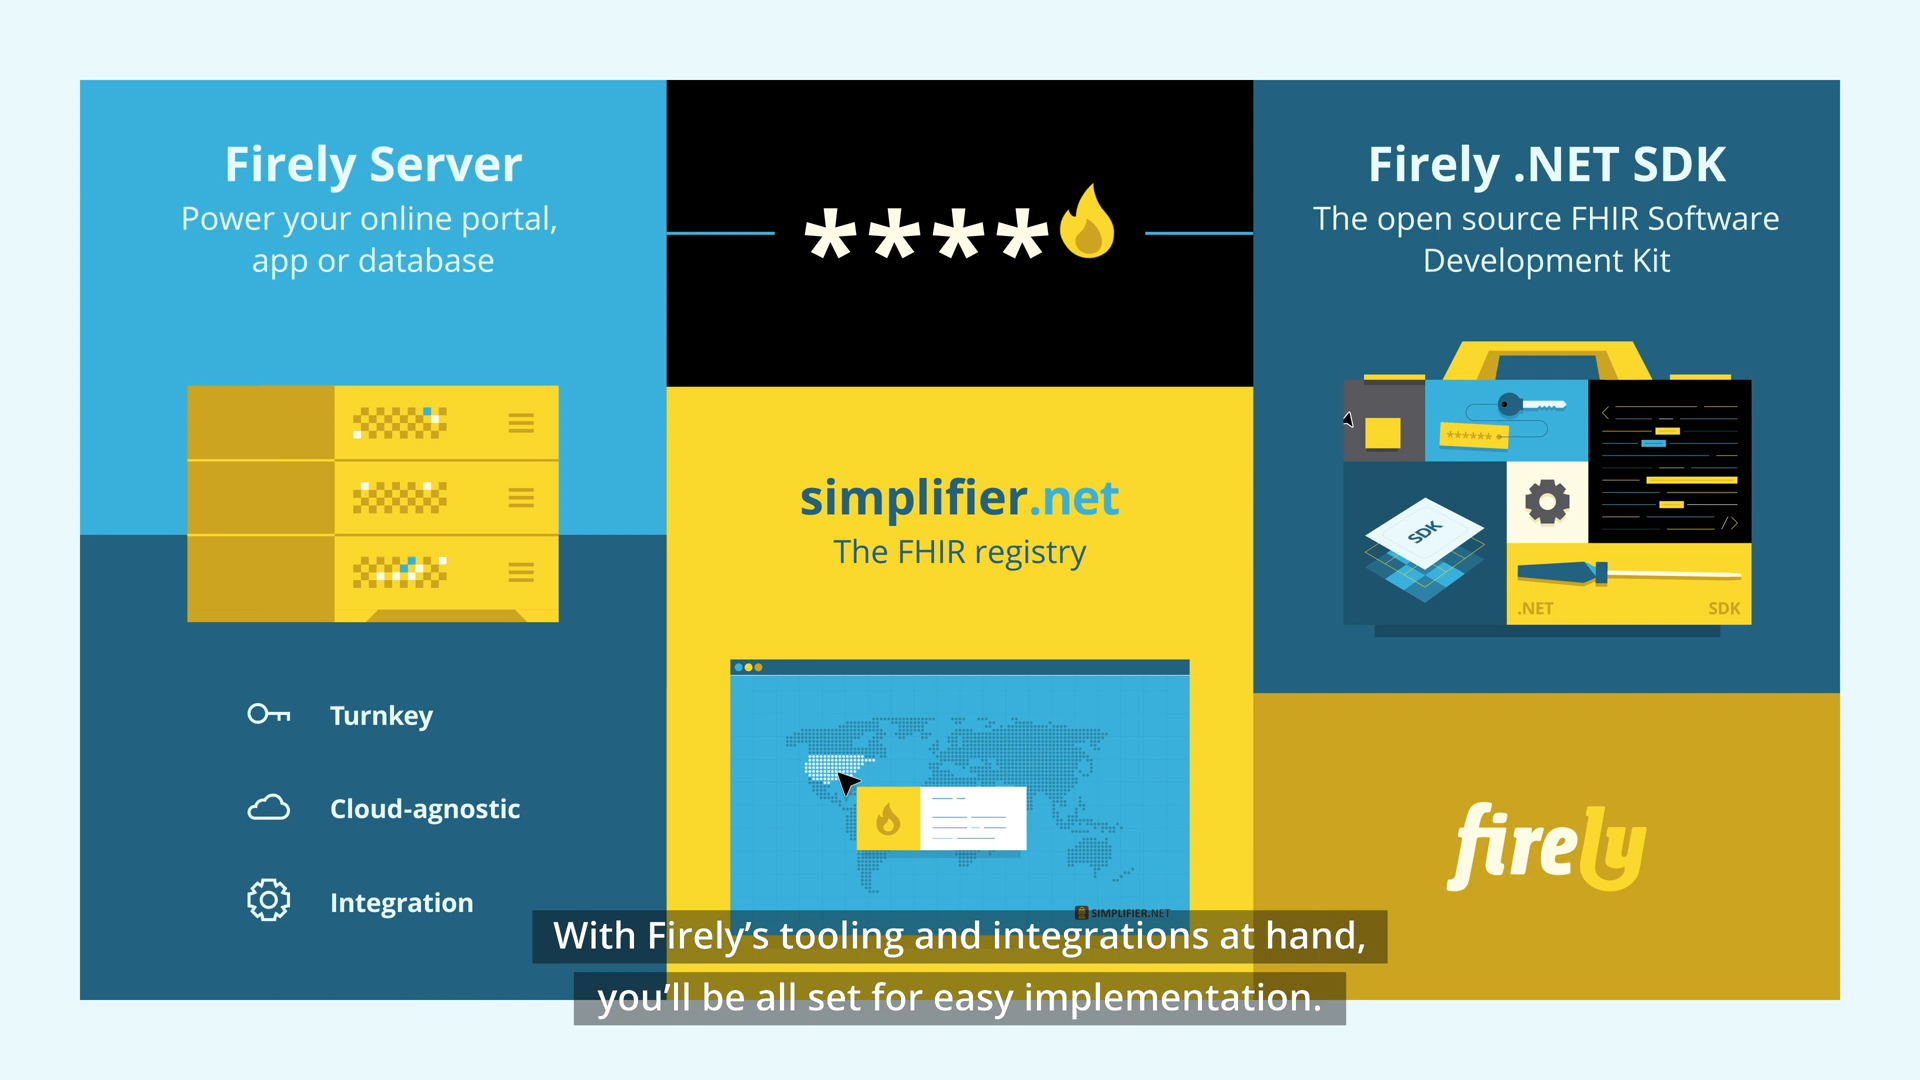 Firely Server
Power your online portal,
app or database
Turnkey
Cloud-agnostic
Integration
****
simplifier.net
The FHIR registry
SIMPLIFIER.NET
Firely .NET SDK
The open source FHIR Software
Development Kit
******
SDK
.NET
SDK
firely
With Firely’s tooling and integrations at hand,
you’ll be all set for easy implementation.